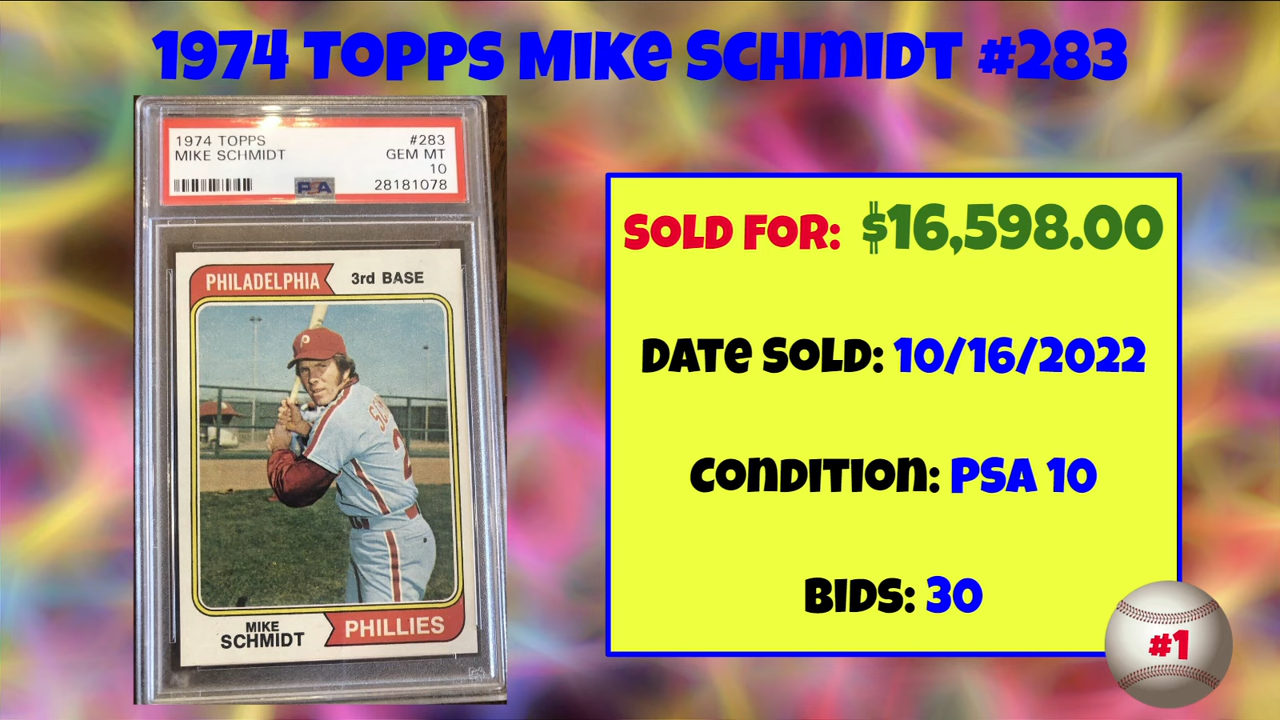 1974 TOPPS MIKE SCHMIDT #283
1974 TOPPS #283
MIKE SCHMIDT GEM MT
10
PSA 28181078
PHILADELPHIA 3rd BASE
P
MIKE
SCHMIDT
PHILLIES
SOLD FOR: $16,598.00
DATE SOLD: 10/16/2022
CONDITION: PSA 10
BIDS: 30
#1